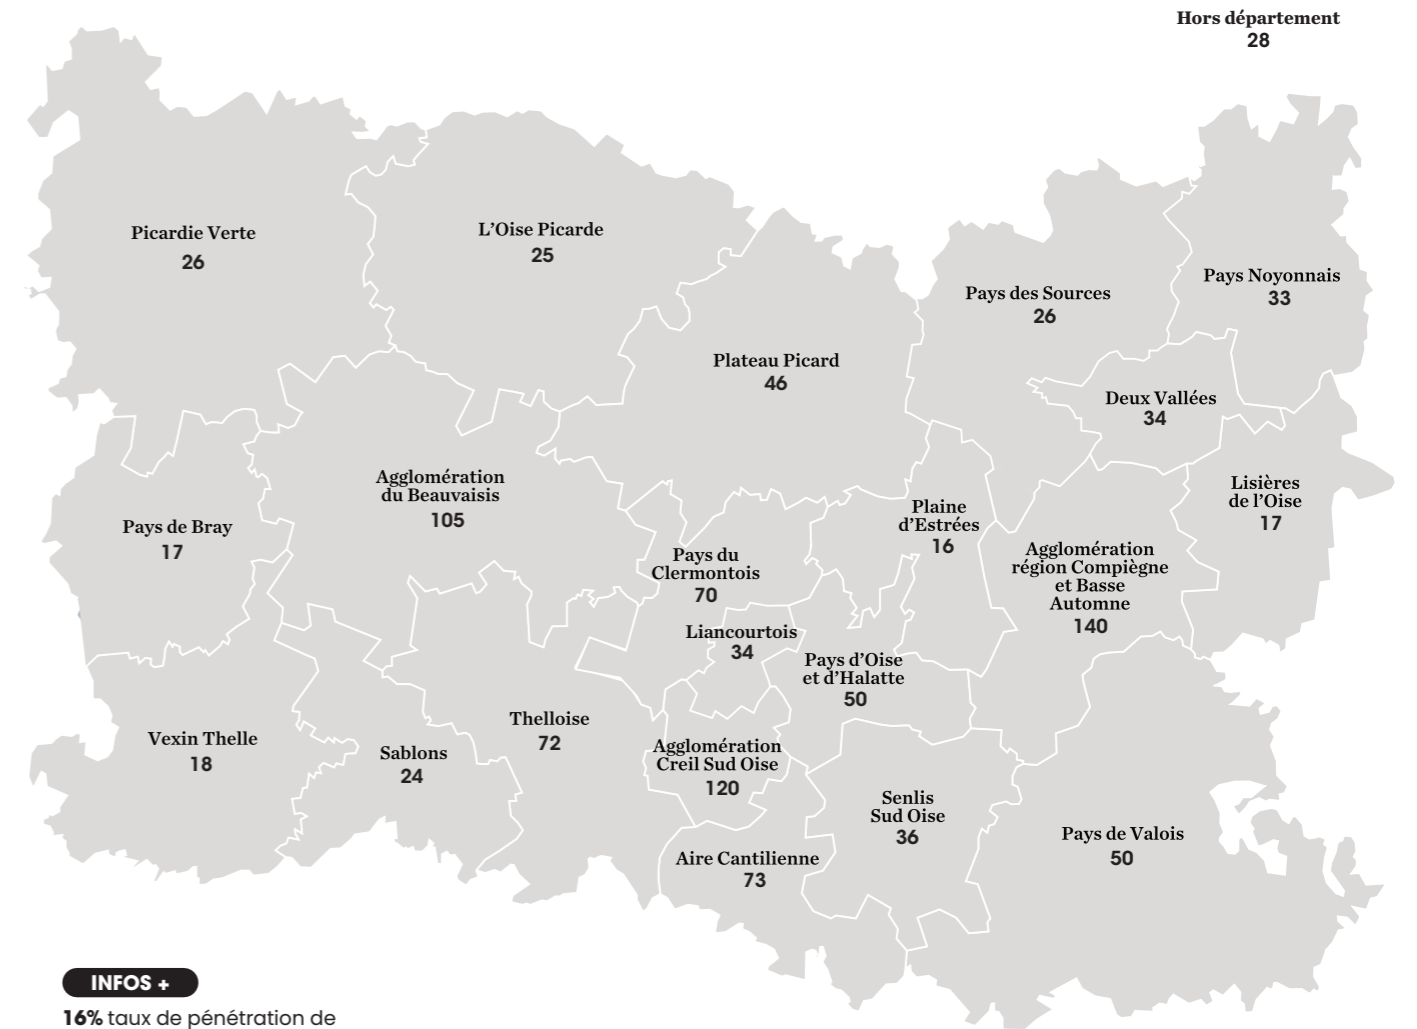 Hors département
28
Picardie Verte
26
L’Oise Picarde
25
Pays des Sources
26
Pays Noyonnais
33
Plateau Picard
46
Deux Vallées
34
Agglomération
du Beauvaisis
105
Lisières
de l’Oise
17
Pays de Bray
17
Plaine
d’Estrées
16
Pays du
Clermontois
70
Agglomération
région Compiègne
et Basse
Automne
140
Liancourtois
34
Pays d’Oise
et d’Halatte
50
Vexin Thelle
18
Sablons
24
Thelloise
72
Agglomération
Creil Sud Oise
120
Senlis
Sud Oise
36
Pays de Valois
50
Aire Cantilienne
73
INFOS +
16% taux de pénétration de